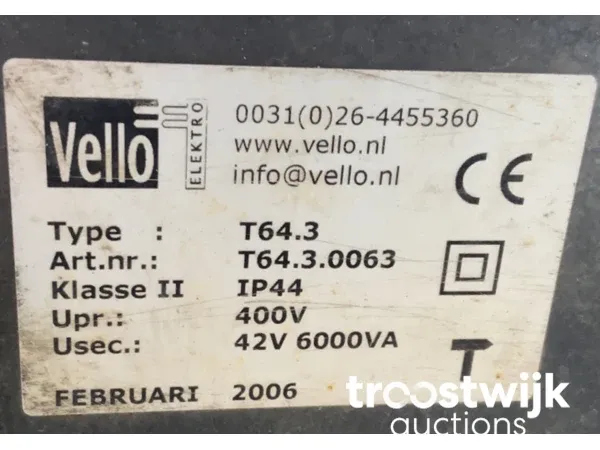 Vello
ELEKTRO
0031(0)26-4455360
www.vello.nl
info@vello.nl
CE
Type : T64.3
Art.nr.: T64.3.0063
Klasse II IP44
Upr.: 400V
Usec.: 42V 6000VA
T
FEBRUARI 2006
troostwijk
auctions